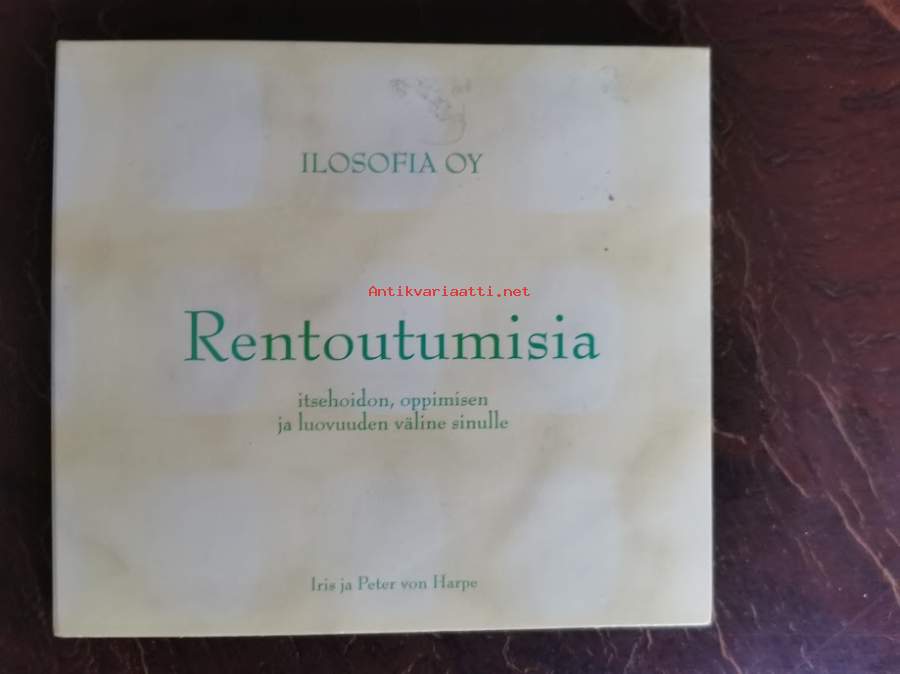 ILOSOFIA OY
Antikvariaatti.net
Rentoutumisia
itsehoidon, oppimisen
ja luovuuden väline sinulle
Iris ja Peter von Harpe